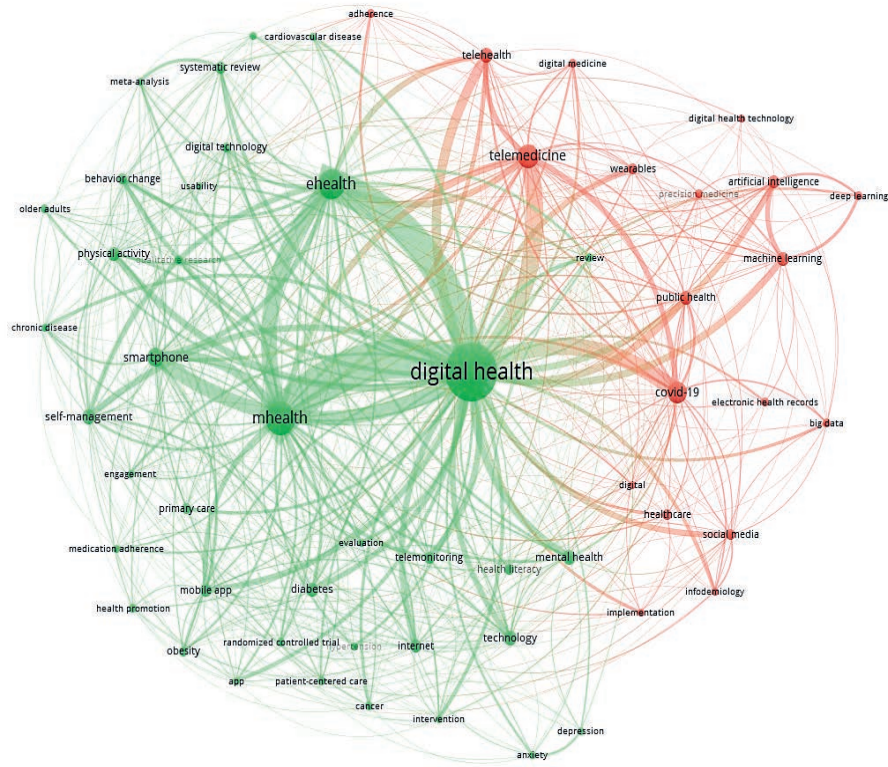 adherence
cardiovascular disease
telehealth
digital medicine
systematic review
meta-analysis
digital health technology
digital technology
telemedicine
wearables
behavior change
usability
ehealth
artificial intelligence
precision medicine
deep learning
older adults
physical activity
qualitative research
review
machine learning
public health
chronic disease
smartphone
digital health
covid-19
electronic health records
self-management
mhealth
big data
engagement
digital
primary care
healthcare
social media
medication adherence
evaluation
telemonitoring
mental health
health literacy
mobile app
diabetes
infodemiology
health promotion
implementation
randomized controlled trial
hypertension
internet
technology
obesity
app
patient-centered care
cancer
intervention
depression
anxiety